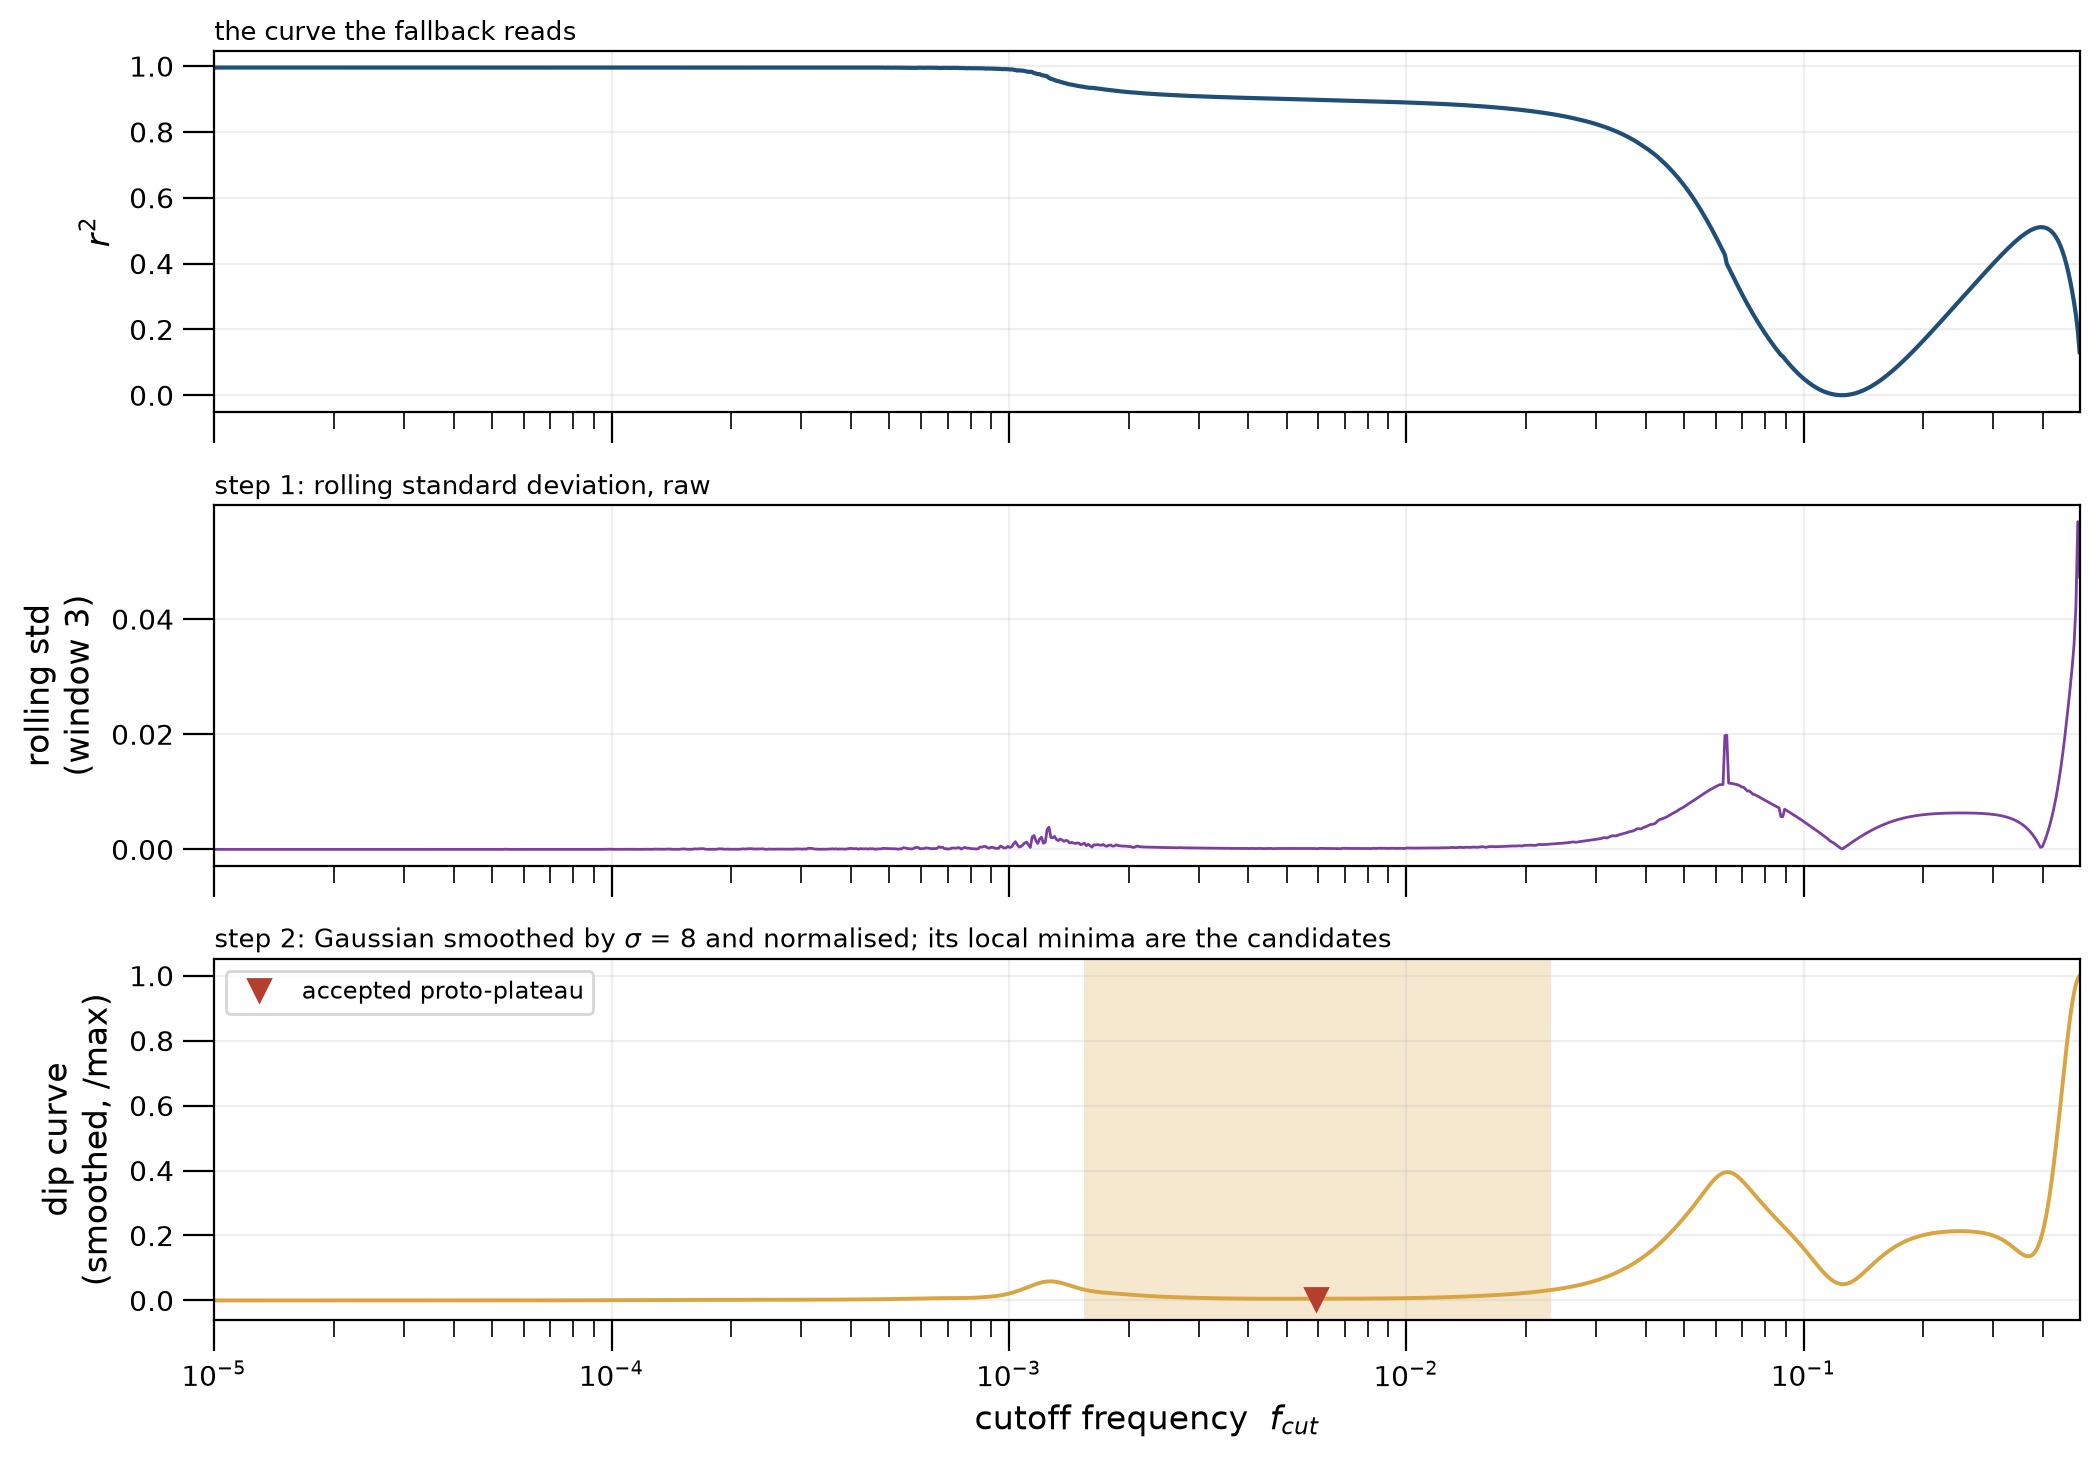 the curve the fallback reads
1.0
0.8
0.6
0.4
0.2
0.0
r²
step 1: rolling standard deviation, raw
0.04
0.02
0.00
rolling std
(window 3)
step 2: Gaussian smoothed by σ = 8 and normalised; its local minima are the candidates
accepted proto-plateau
1.0
0.8
0.6
0.4
0.2
0.0
dip curve
(smoothed, /max)
10⁻⁵ 10⁻⁴ 10⁻³ 10⁻² 10⁻¹
cutoff frequency f_cut